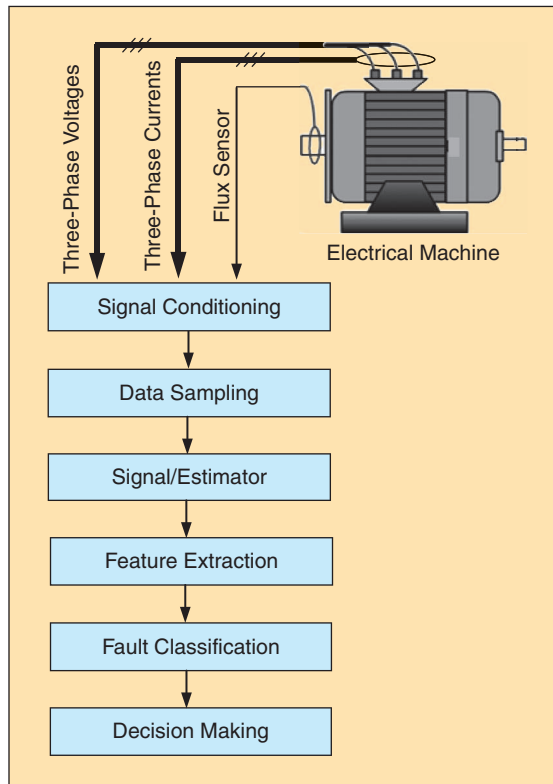 Three-Phase Voltages
Three-Phase Currents
Flux Sensor
Electrical Machine
Signal Conditioning
Data Sampling
Signal/Estimator
Feature Extraction
Fault Classification
Decision Making